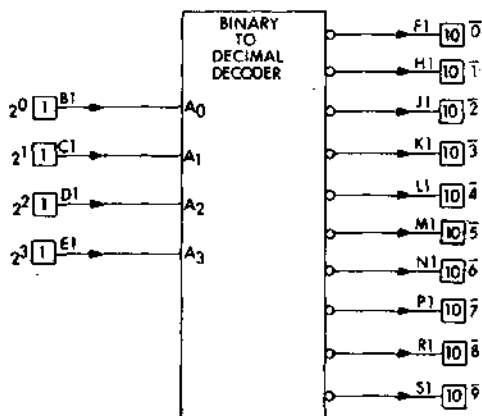 BINARY
TO
DECIMAL
DECODER
2⁰ 1 B1 A₀
2¹ 1 C1 A₁
2² 1 D1 A₂
2³ 1 E1 A₃
F1 10 0̅
H1 10 1̅
J1 10 2̅
K1 10 3̅
L1 10 4̅
M1 10 5̅
N1 10 6̅
P1 10 7̅
R1 10 8̅
S1 10 9̅